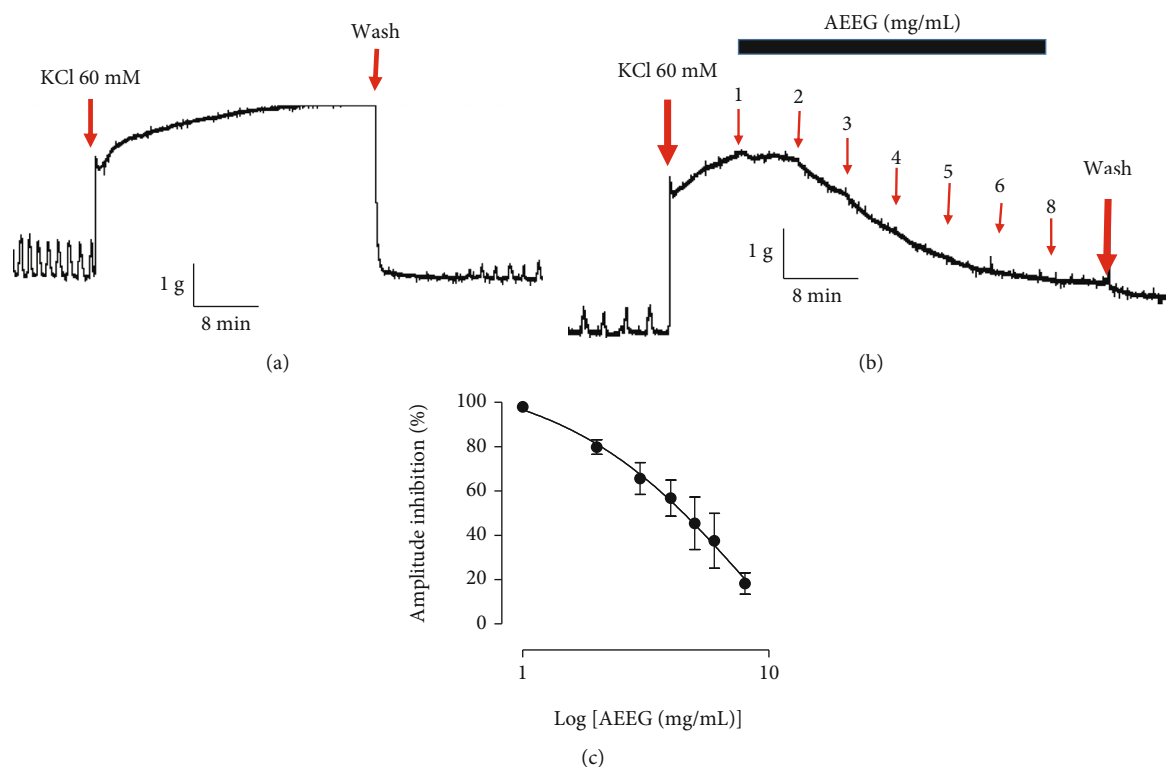 KCl 60 mM
Wash
1 g
8 min
(a)
AEEG (mg/mL)
KCl 60 mM
1
2
3
4
5
6
8
Wash
1 g
8 min
(b)
Amplitude inhibition (%)
100
80
60
40
20
0
1
10
Log [AEEG (mg/mL)]
(c)